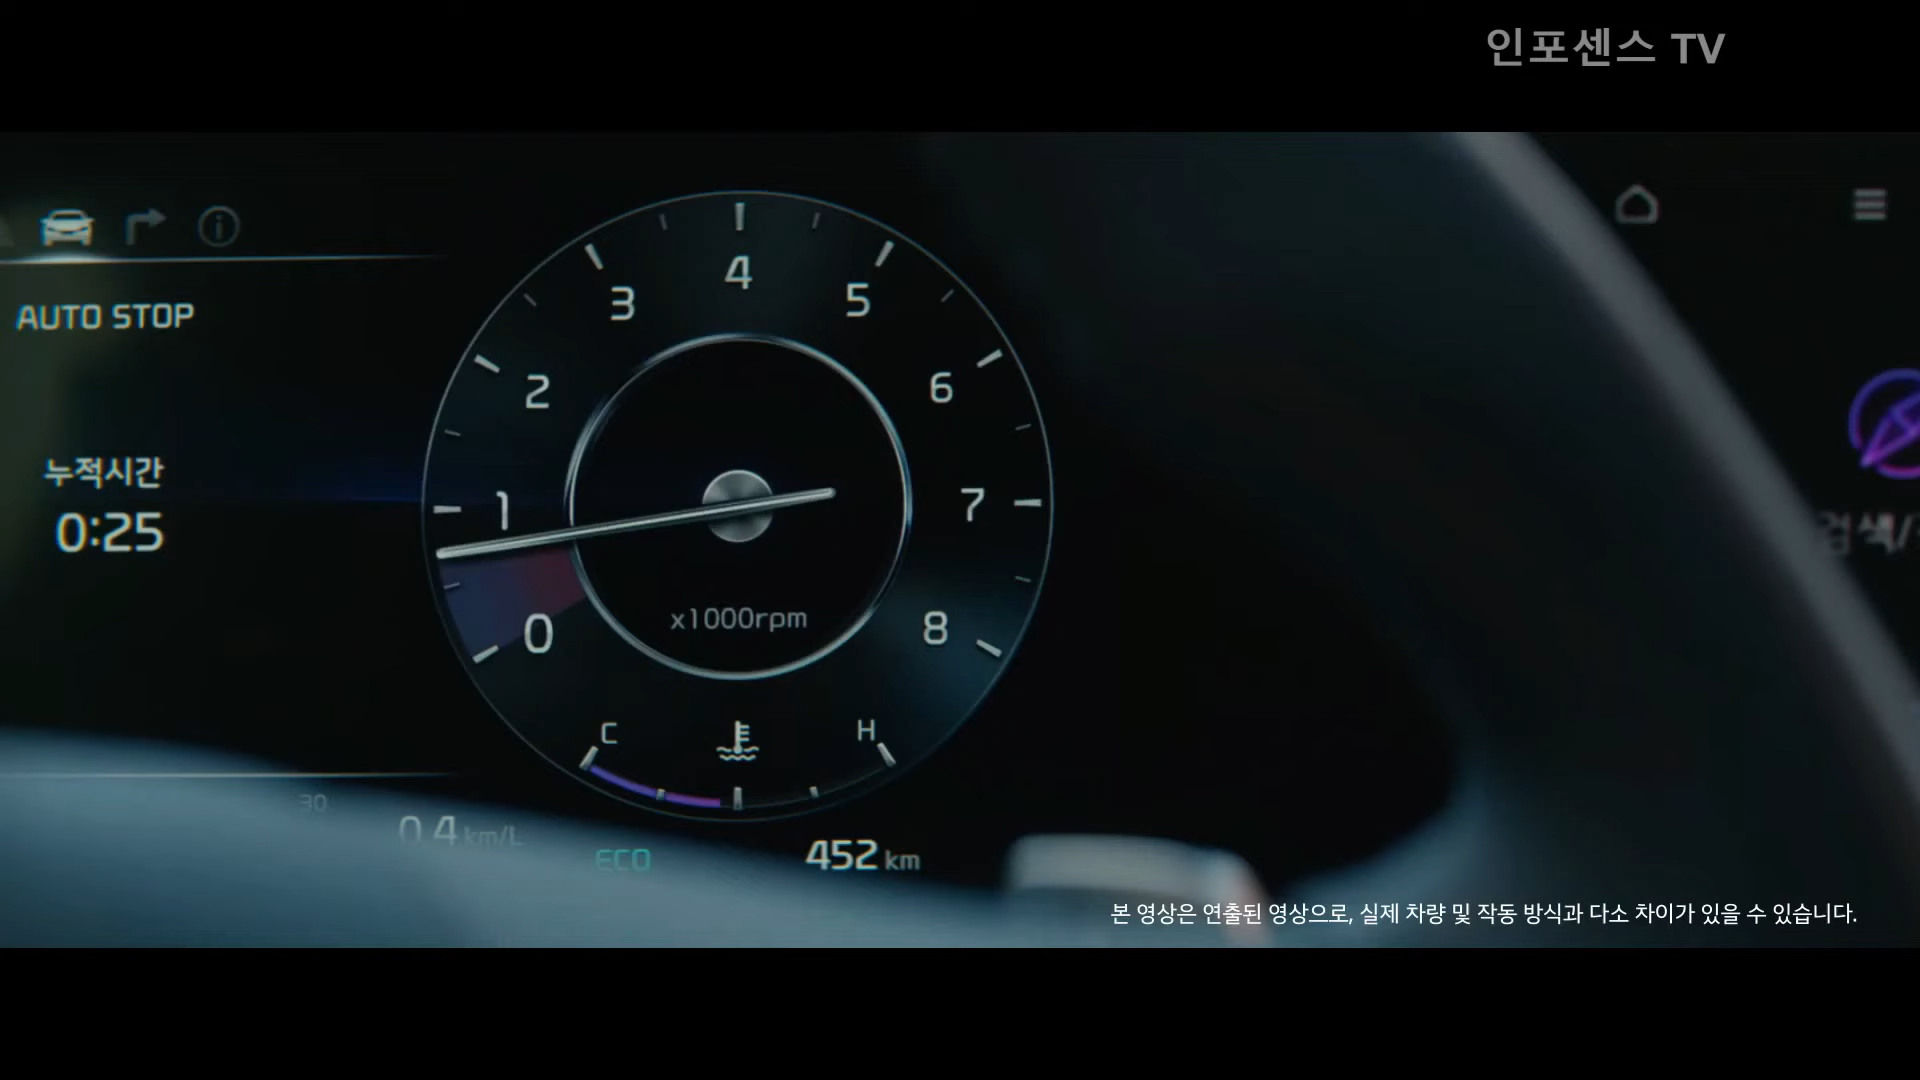 인포센스 TV
AUTO STOP
누적시간
0:25
0
1
2
3
4
5
6
7
8
x1000rpm
C
H
30
0.4 km/L
ECO
452 km
본 영상은 연출된 영상으로, 실제 차량 및 작동 방식과 다소 차이가 있을 수 있습니다.